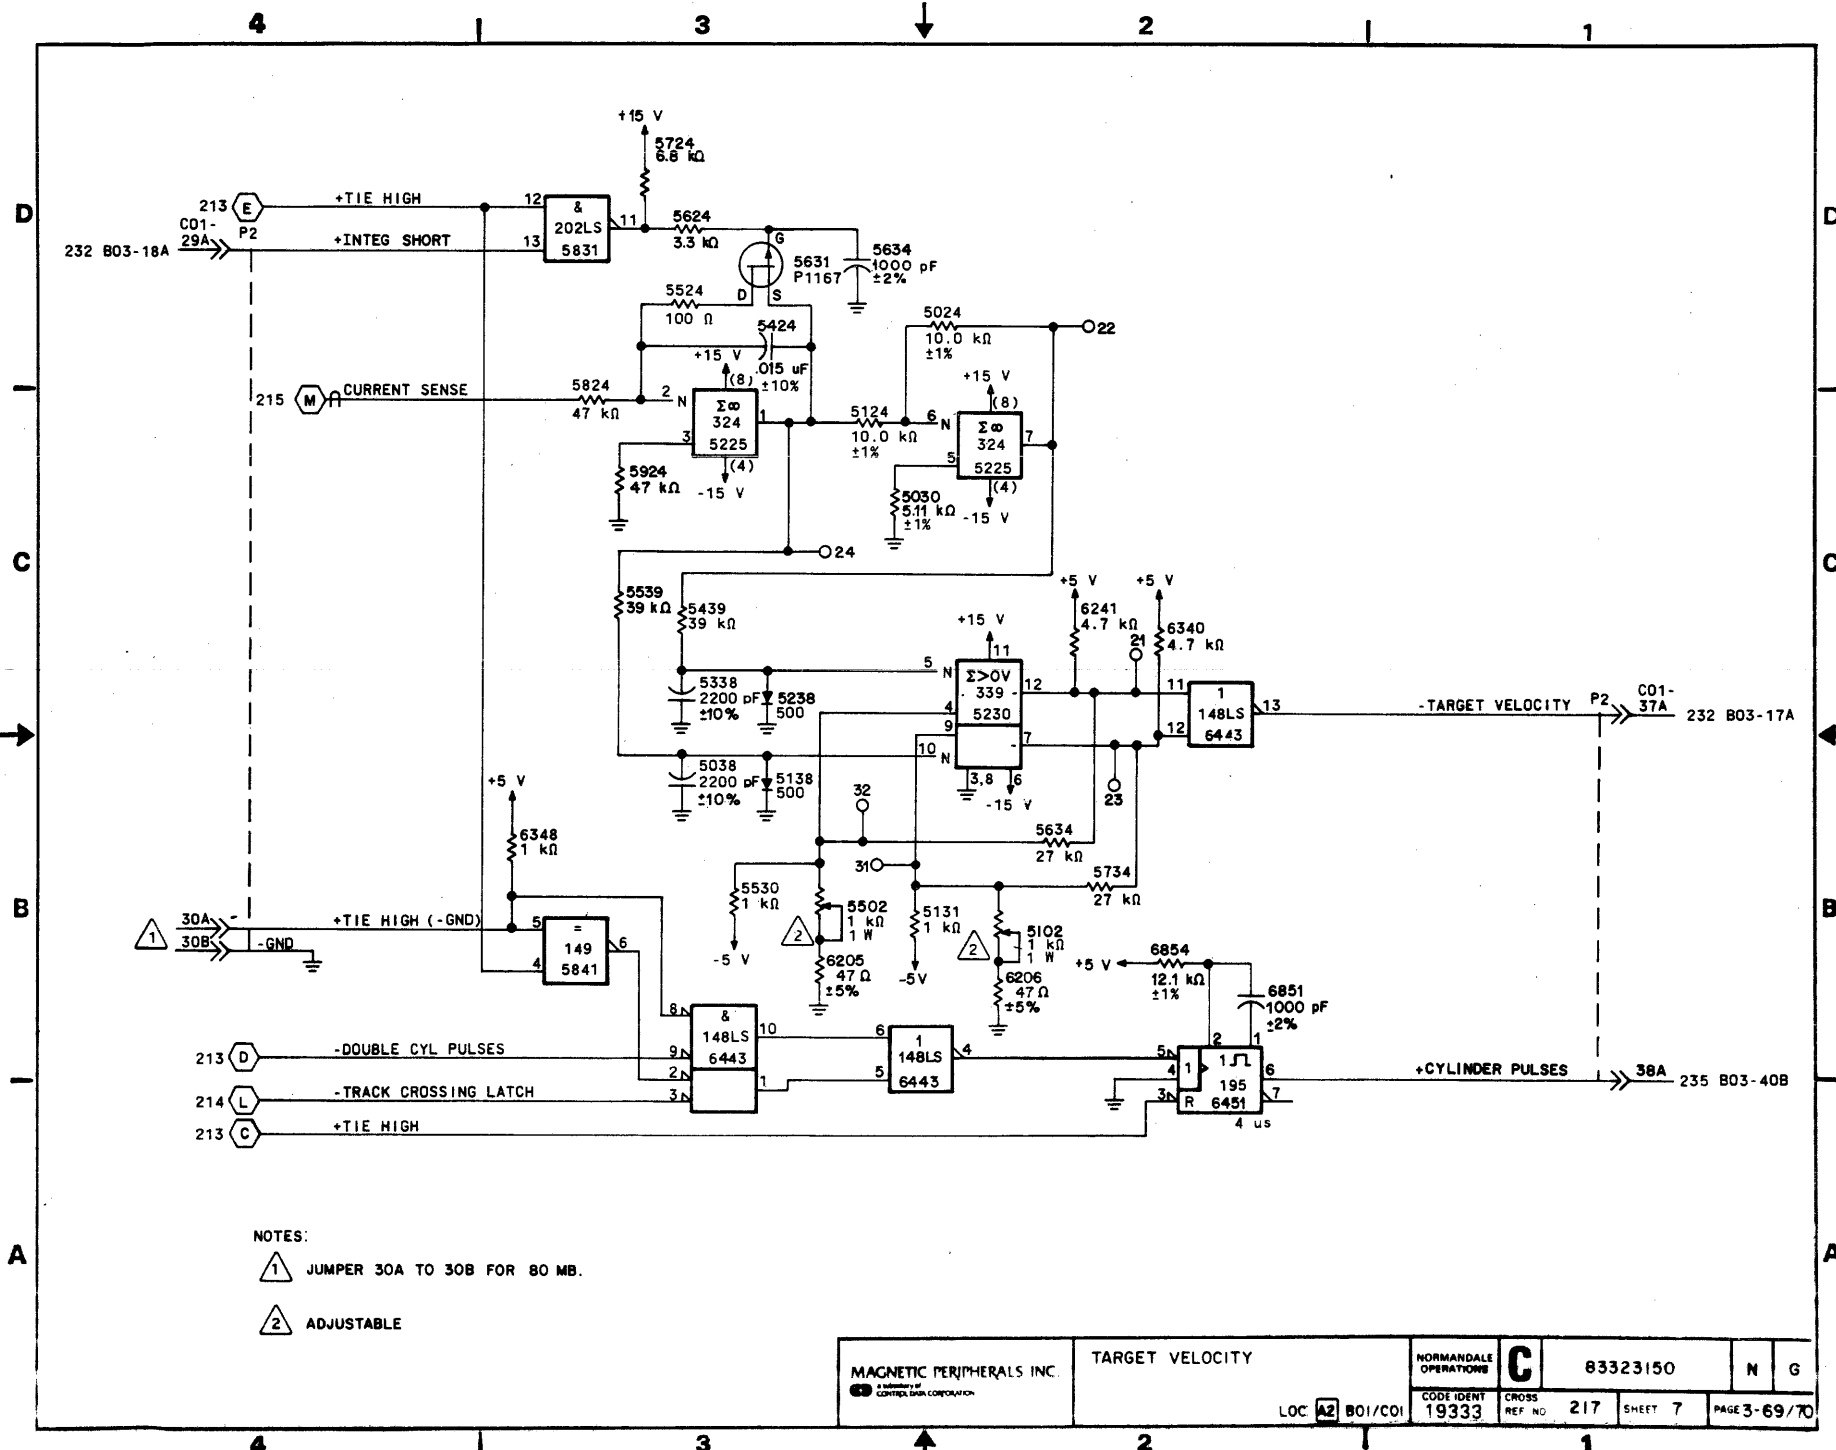 4 3 2 1
+15 V
5724
6.8 kΩ
D D
213 E +TIE HIGH 12 & 11 5624
C01-
29A P2 202LS 3.3 kΩ G
232 B03-18A +INTEG SHORT 13 5831
5631
P1167
5634
1000 pF
±2%
5524 D S
100 Ω
5424
.015 uF
±10%
+15 V
(8)
5024
10.0 kΩ
±1%
22
+15 V
(8)
215 M CURRENT SENSE 5824
47 kΩ
2 N Σ∞
324
5225
1
3
(4)
-15 V
5124
10.0 kΩ
±1%
6 N Σ∞
324
5225
7
5
(4)
-15 V
5924
47 kΩ
5030
5.11 kΩ
±1%
24
C C
5539
39 kΩ
5439
39 kΩ
+15 V
11
+5 V +5 V
6241
4.7 kΩ
6340
4.7 kΩ
21
5 N Σ>0V
339
5230
12
4
9
10 N
7
3,8 6
-15 V
5338
2200 pF
±10%
5238
500
5038
2200 pF
±10%
5138
500
11 1 13
148LS
12 6443
23
-TARGET VELOCITY P2 C01-
37A 232 B03-17A
32
31
5634
27 kΩ
5734
27 kΩ
+5 V
6348
1 kΩ
B B
1 30A +TIE HIGH (-GND) 5 =
149
5841
6
30B -GND 4
5530
1 kΩ
-5 V
2
5502
1 kΩ
1 W
6205
47 Ω
±5%
5131
1 kΩ
-5V
2
5102
1 kΩ
1 W
6206
47 Ω
±5%
+5 V
6854
12.1 kΩ
±1%
6851
1000 pF
±2%
8 &
148LS
6443
10
9
2
3
1
6 1
148LS
6443
4
5
213 D -DOUBLE CYL PULSES
214 L -TRACK CROSSING LATCH
213 C +TIE HIGH
2 1
5 1 1
4 195
3 R 6451
6
7
4 us
+CYLINDER PULSES 38A 235 B03-40B
A A
NOTES:
1 JUMPER 30A TO 30B FOR 80 MB.
2 ADJUSTABLE
MAGNETIC PERIPHERALS INC.
a subsidiary of
CONTROL DATA CORPORATION
TARGET VELOCITY
LOC A2 B01/C01
NORMANDALE
OPERATIONS
C 83323150 N G
CODE IDENT
19333
CROSS
REF NO 217 SHEET 7 PAGE 3-69/70
4 3 2 1